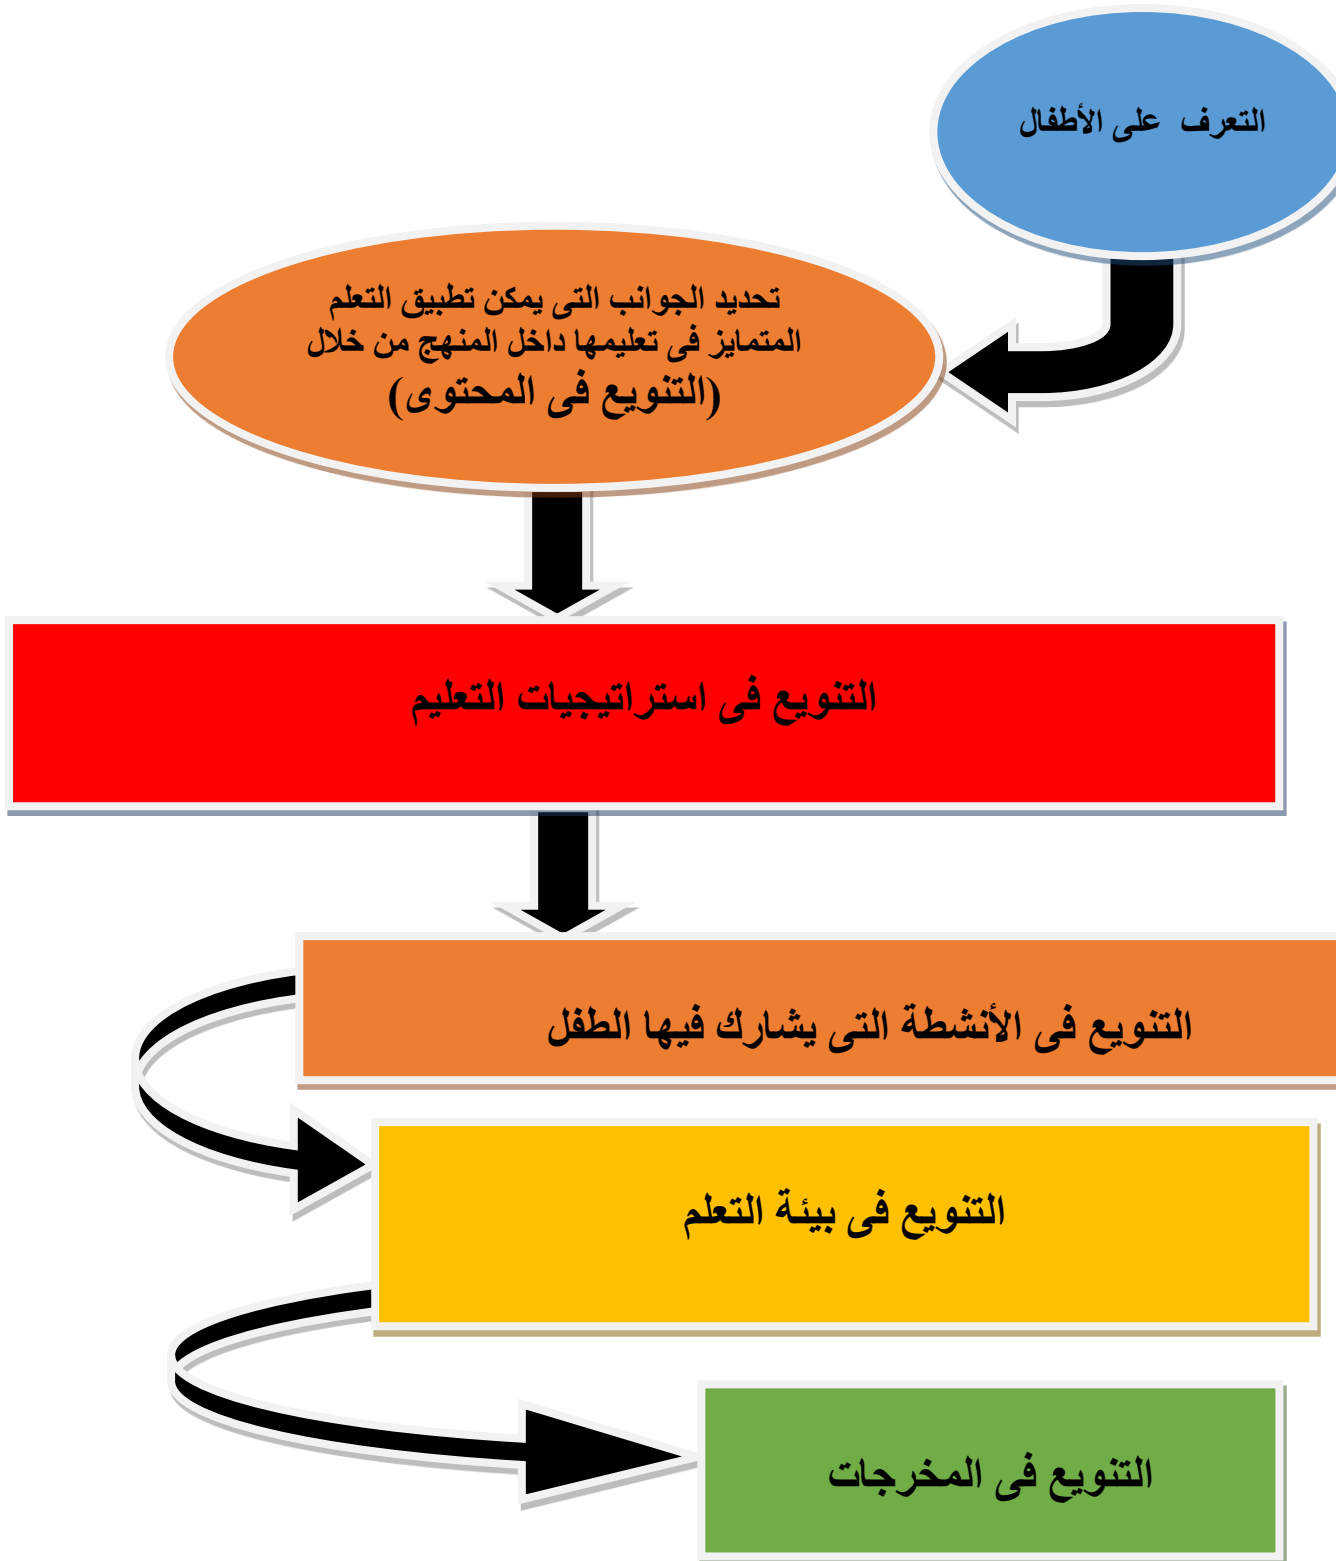 التعرف على الأطفال
تحديد الجوانب التى يمكن تطبيق التعلم
المتمايز فى تعليمها داخل المنهج من خلال
(التنويع فى المحتوى)
التنويع فى استراتيجيات التعليم
التنويع فى الأنشطة التى يشارك فيها الطفل
التنويع فى بيئة التعلم
التنويع فى المخرجات